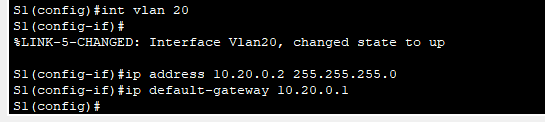 S1(config)#int vlan 20
S1(config-if)#
%LINK-5-CHANGED: Interface Vlan20, changed state to up
S1(config-if)#ip address 10.20.0.2 255.255.255.0
S1(config-if)#ip default-gateway 10.20.0.1
S1(config)#